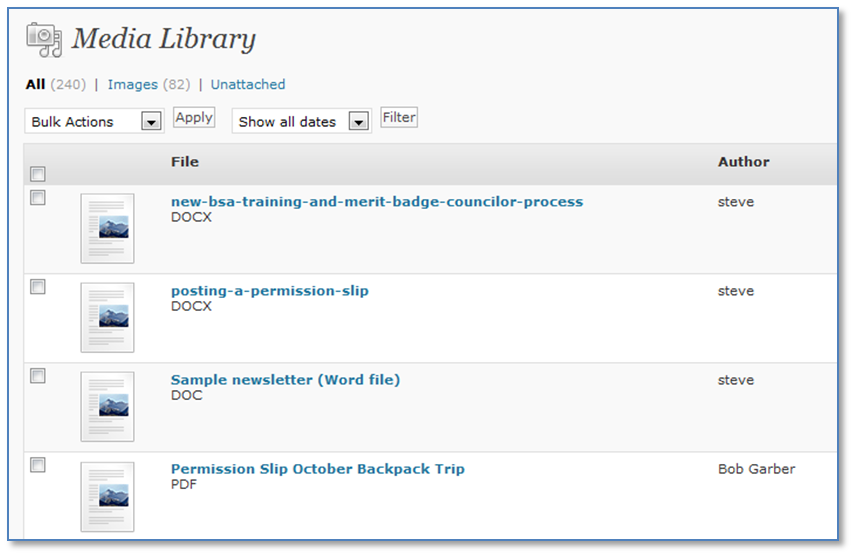 Media Library
All (240) | Images (82) | Unattached
Bulk Actions Apply Show all dates Filter
File Author
new-bsa-training-and-merit-badge-councilor-process steve
DOCX
posting-a-permission-slip steve
DOCX
Sample newsletter (Word file) steve
DOC
Permission Slip October Backpack Trip Bob Garber
PDF